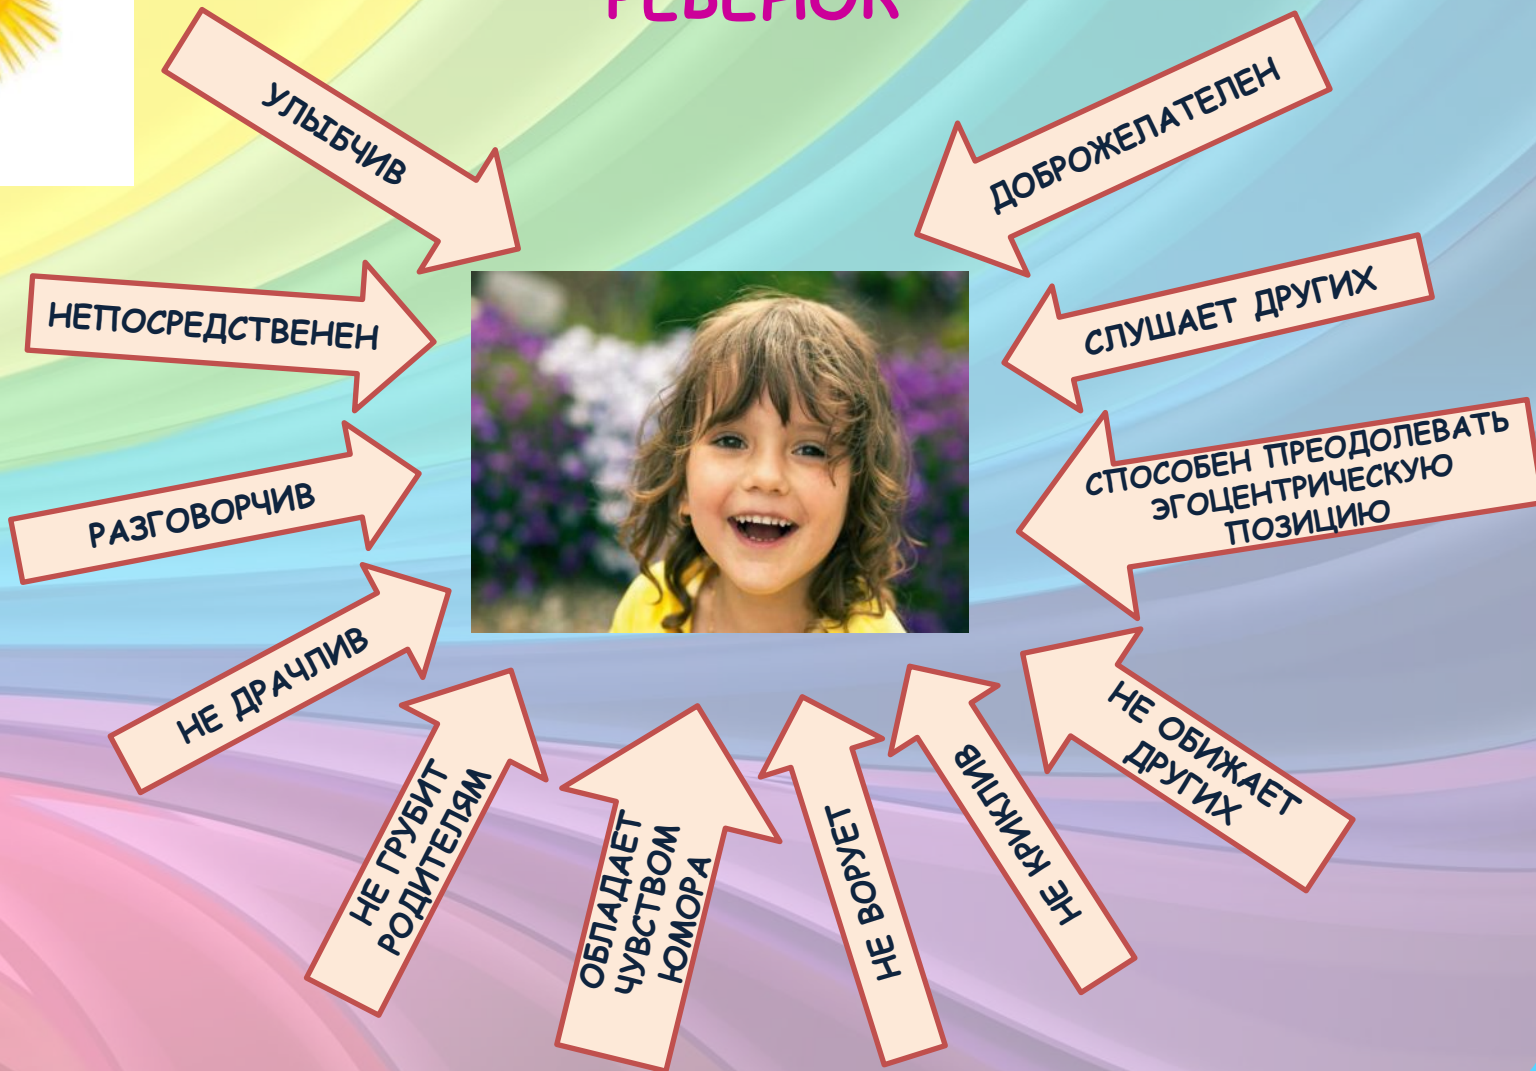 РЕБЕНОК
УЛЫБЧИВ
ДОБРОЖЕЛАТЕЛЕН
НЕПОСРЕДСТВЕНЕН
СЛУШАЕТ ДРУГИХ
РАЗГОВОРЧИВ
СПОСОБЕН ПРЕОДОЛЕВАТЬ
ЭГОЦЕНТРИЧЕСКУЮ
ПОЗИЦИЮ
НЕ ДРАЧЛИВ
НЕ ОБИЖАЕТ
ДРУГИХ
НЕ ГРУБИТ
РОДИТЕЛЯМ
ОБЛАДАЕТ
ЧУВСТВОМ
ЮМОРА
НЕ ВОРУЕТ
НЕ КРИКЛИВ